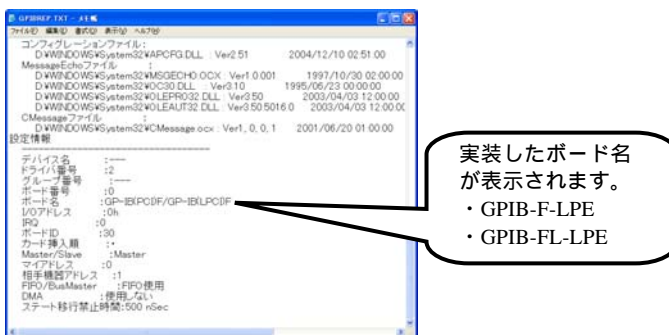 GPIBREP.TXT - メモ帳
ファイル(F) 編集(E) 書式(O) 表示(V) ヘルプ(H)
コンフィグレーションファイル:
D:¥WINDOWS¥System32¥APCFG.DLL : Ver2.51 2004/12/10 02:51:00
MessageEchoファイル :
D:¥WINDOWS¥System32¥MSGECHO.OCX : Ver1.0.001 1997/10/30 02:00:00
D:¥WINDOWS¥System32¥OC30.DLL : Ver3.10 1995/06/23 00:00:00
D:¥WINDOWS¥System32¥OLEPRO32.DLL : Ver3.50 2003/04/03 12:00:00
D:¥WINDOWS¥System32¥OLEAUT32.DLL : Ver3.50.5016.0 2003/04/03 12:00:0
CMessageファイル :
D:¥WINDOWS¥System32¥CMessage.ocx : Ver1, 0, 0, 1 2001/06/20 01:00:00
設定情報
--------------------------------
デバイス名 :---
ドライバ番号 :2
グループ番号 :---
ボード番号 :0
ボード名 :GP-IB(PCI)F/GP-IB(LPCI)F
I/Oアドレス :0h
IRQ :0
ボードID :30
カード挿入順 :-
Master/Slave :Master
マイアドレス :0
相手機器アドレス :1
FIFO/BusMaster :FIFO使用
DMA :使用しない
ステート移行禁止時間:500 nSec
実装したボード名
が表示されます。
・GPIB-F-LPE
・GPIB-FL-LPE